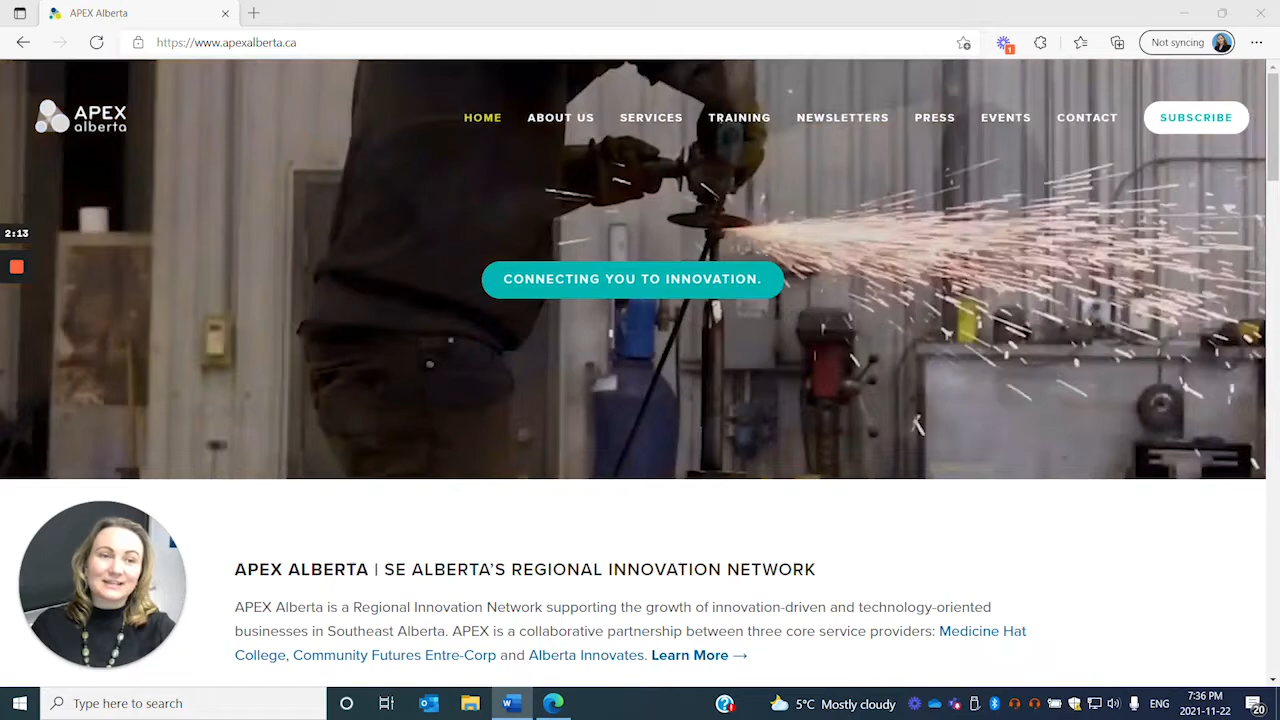 APEX Alberta
https://www.apexalberta.ca
Not syncing
1
APEX
alberta
HOME
ABOUT US
SERVICES
TRAINING
NEWSLETTERS
PRESS
EVENTS
CONTACT
SUBSCRIBE
2:13
CONNECTING YOU TO INNOVATION.
APEX ALBERTA | SE ALBERTA'S REGIONAL INNOVATION NETWORK
APEX Alberta is a Regional Innovation Network supporting the growth of innovation-driven and technology-oriented
businesses in Southeast Alberta. APEX is a collaborative partnership between three core service providers: Medicine Hat
College, Community Futures Entre-Corp and Alberta Innovates. Learn More →
Type here to search
5°C Mostly cloudy
ENG
7:36 PM
2021-11-22
20